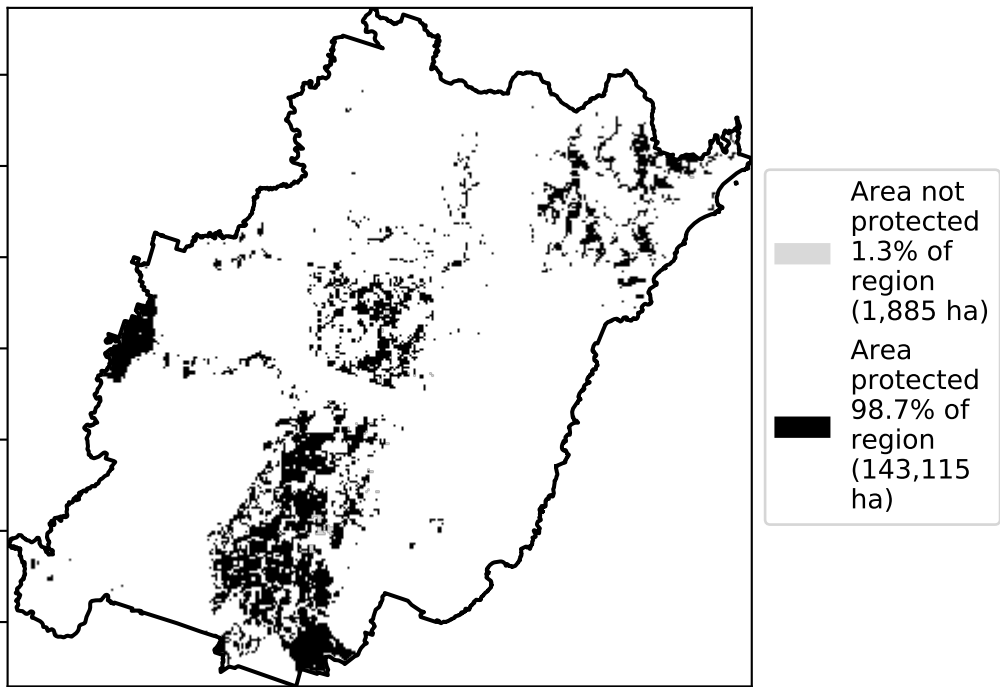 Area not
protected
1.3% of
region
(1,885 ha)
Area
protected
98.7% of
region
(143,115
ha)